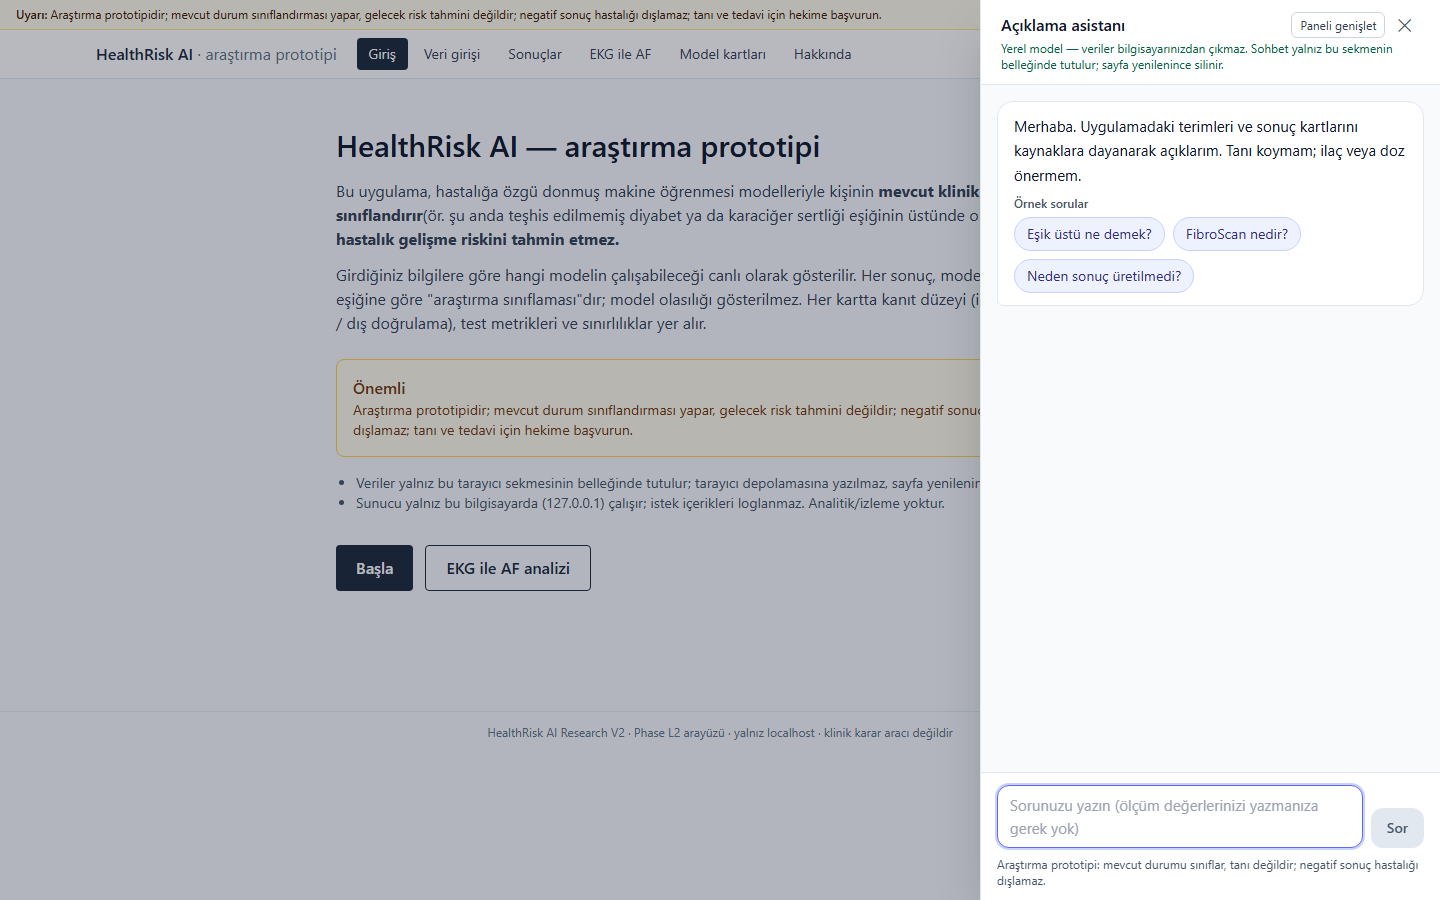 Uyarı: Araştırma prototipidir; mevcut durum sınıflandırması yapar, gelecek risk tahmini değildir; negatif sonuç hastalığı dışlamaz; tanı ve tedavi için hekime başvurun.
HealthRisk AI · araştırma prototipi
Giriş
Veri girişi
Sonuçlar
EKG ile AF
Model kartları
Hakkında
HealthRisk AI — araştırma prototipi
Bu uygulama, hastalığa özgü donmuş makine öğrenmesi modelleriyle kişinin mevcut klinik
sınıflandırır(ör. şu anda teşhis edilmemiş diyabet ya da karaciğer sertliği eşiğinin üstünde
hastalık gelişme riskini tahmin etmez.
Girdiğiniz bilgilere göre hangi modelin çalışabileceği canlı olarak gösterilir. Her sonuç,
eşiğine göre "araştırma sınıflaması"dır; model olasılığı gösterilmez. Her kartta kanıt düzeyi
/ dış doğrulama), test metrikleri ve sınırlılıklar yer alır.
Önemli
Araştırma prototipidir; mevcut durum sınıflandırması yapar, gelecek risk tahmini değildir; negatif
dışlamaz; tanı ve tedavi için hekime başvurun.
Veriler yalnız bu tarayıcı sekmesinin belleğinde tutulur; tarayıcı depolamasına yazılmaz, sayfa
Sunucu yalnız bu bilgisayarda (127.0.0.1) çalışır; istek içerikleri loglanmaz. Analitik/izleme yoktur.
Başla
EKG ile AF analizi
HealthRisk AI Research V2 · Phase L2 arayüzü · yalnız localhost · klinik karar aracı değildir
Açıklama asistanı
Paneli genişlet
Yerel model — veriler bilgisayarınızdan çıkmaz. Sohbet yalnız bu sekmenin
belleğinde tutulur; sayfa yenilenince silinir.
Merhaba. Uygulamadaki terimleri ve sonuç kartlarını
kaynaklara dayanarak açıklarım. Tanı koymam; ilaç veya doz
önermem.
Örnek sorular
Eşik üstü ne demek?
FibroScan nedir?
Neden sonuç üretilmedi?
Sorunuzu yazın (ölçüm değerlerinizi yazmanıza
gerek yok)
Sor
Araştırma prototipi: mevcut durumu sınıflar, tanı değildir; negatif sonuç hastalığı
dışlamaz.